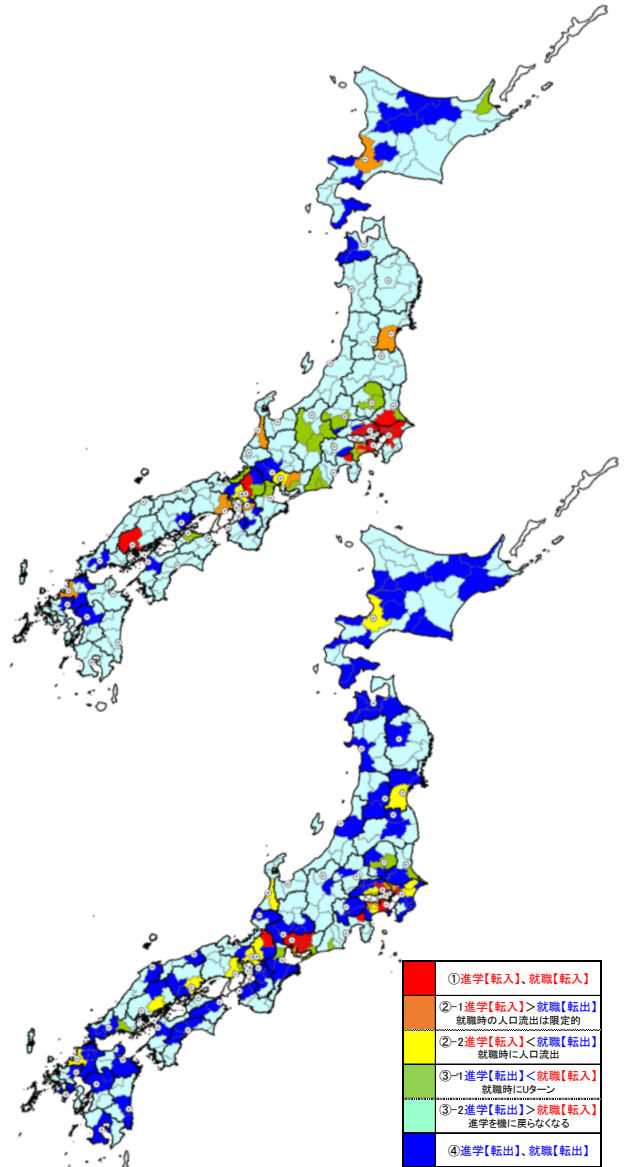 ①進学【転入】、就職【転入】
②-1進学【転入】＞就職【転出】
就職時の人口流出は限定的
②-2進学【転入】＜就職【転出】
就職時に人口流出
③-1進学【転出】＜就職【転入】
就職時にUターン
③-2進学【転出】＞就職【転入】
進学を機に戻らなくなる
④進学【転出】、就職【転出】